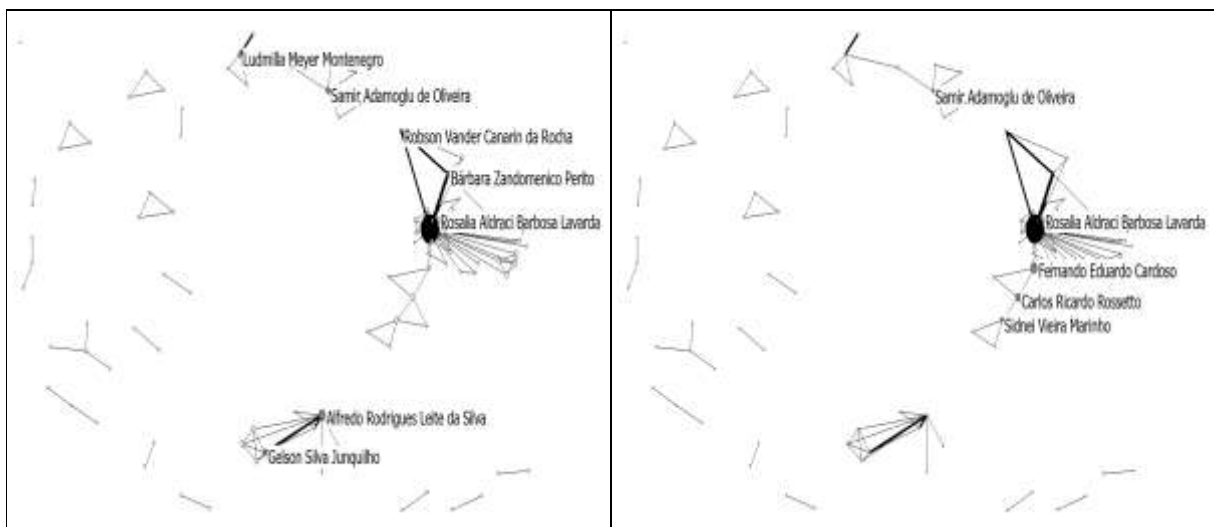 Ludmilla Meyer Montenegro
Samir Adamoglu de Oliveira
Robson Vander Canarin da Rocha
Bárbara Zandomenico Perito
Rosalia Aldraci Barbosa Lavarda
Alfredo Rodrigues Leite da Silva
Gelson Silva Junquilho
Samir Adamoglu de Oliveira
Rosalia Aldraci Barbosa Lavarda
Fernando Eduardo Cardoso
Carlos Ricardo Rossetto
Sidnei Vieira Marinho